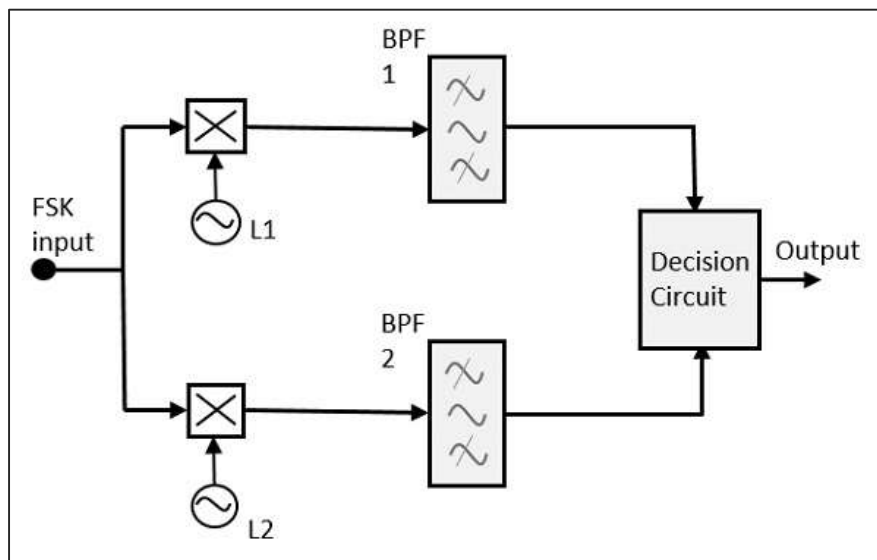 BPF
1
FSK
input
L1
Decision
Circuit
Output
BPF
2
L2